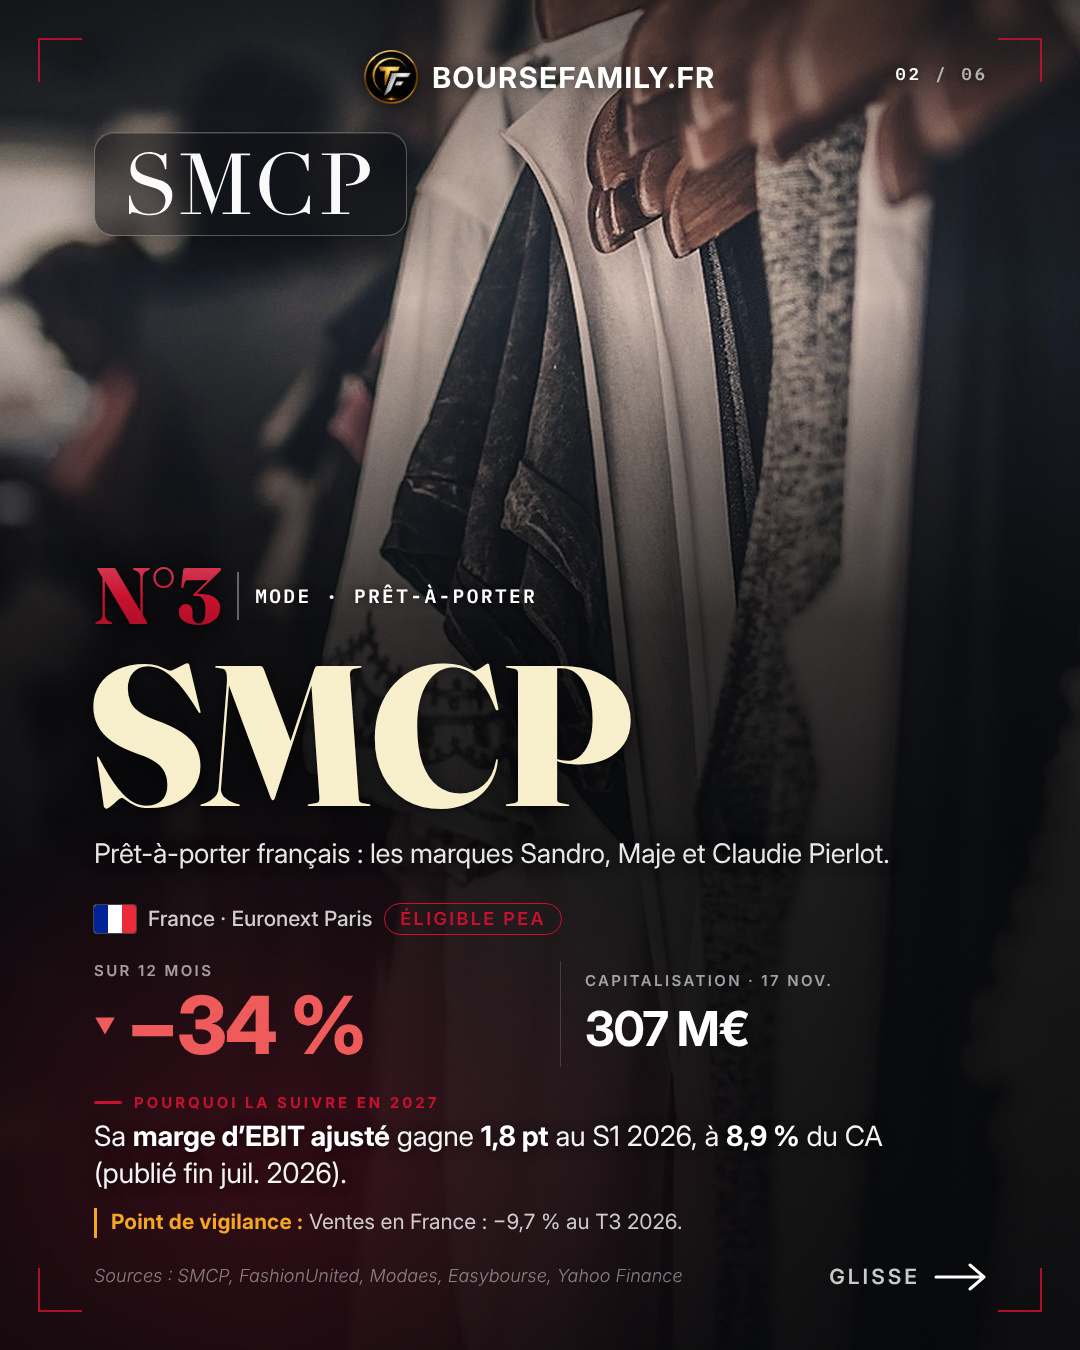 TF BOURSEFAMILY.FR
02 / 06
SMCP
N°3
MODE · PRÊT-À-PORTER
SMCP
Prêt-à-porter français : les marques Sandro, Maje et Claudie Pierlot.
France · Euronext Paris ÉLIGIBLE PEA
SUR 12 MOIS
▼ −34 %
CAPITALISATION · 17 NOV.
307 M€
POURQUOI LA SUIVRE EN 2027
Sa marge d’EBIT ajusté gagne 1,8 pt au S1 2026, à 8,9 % du CA
(publié fin juil. 2026).
Point de vigilance : Ventes en France : −9,7 % au T3 2026.
Sources : SMCP, FashionUnited, Modaes, Easybourse, Yahoo Finance
GLISSE →